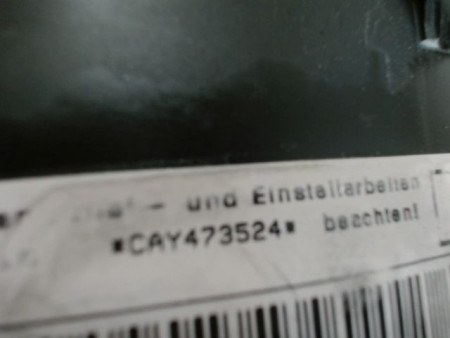 - und Einstellarbeiten
*CAY473524* beachten!